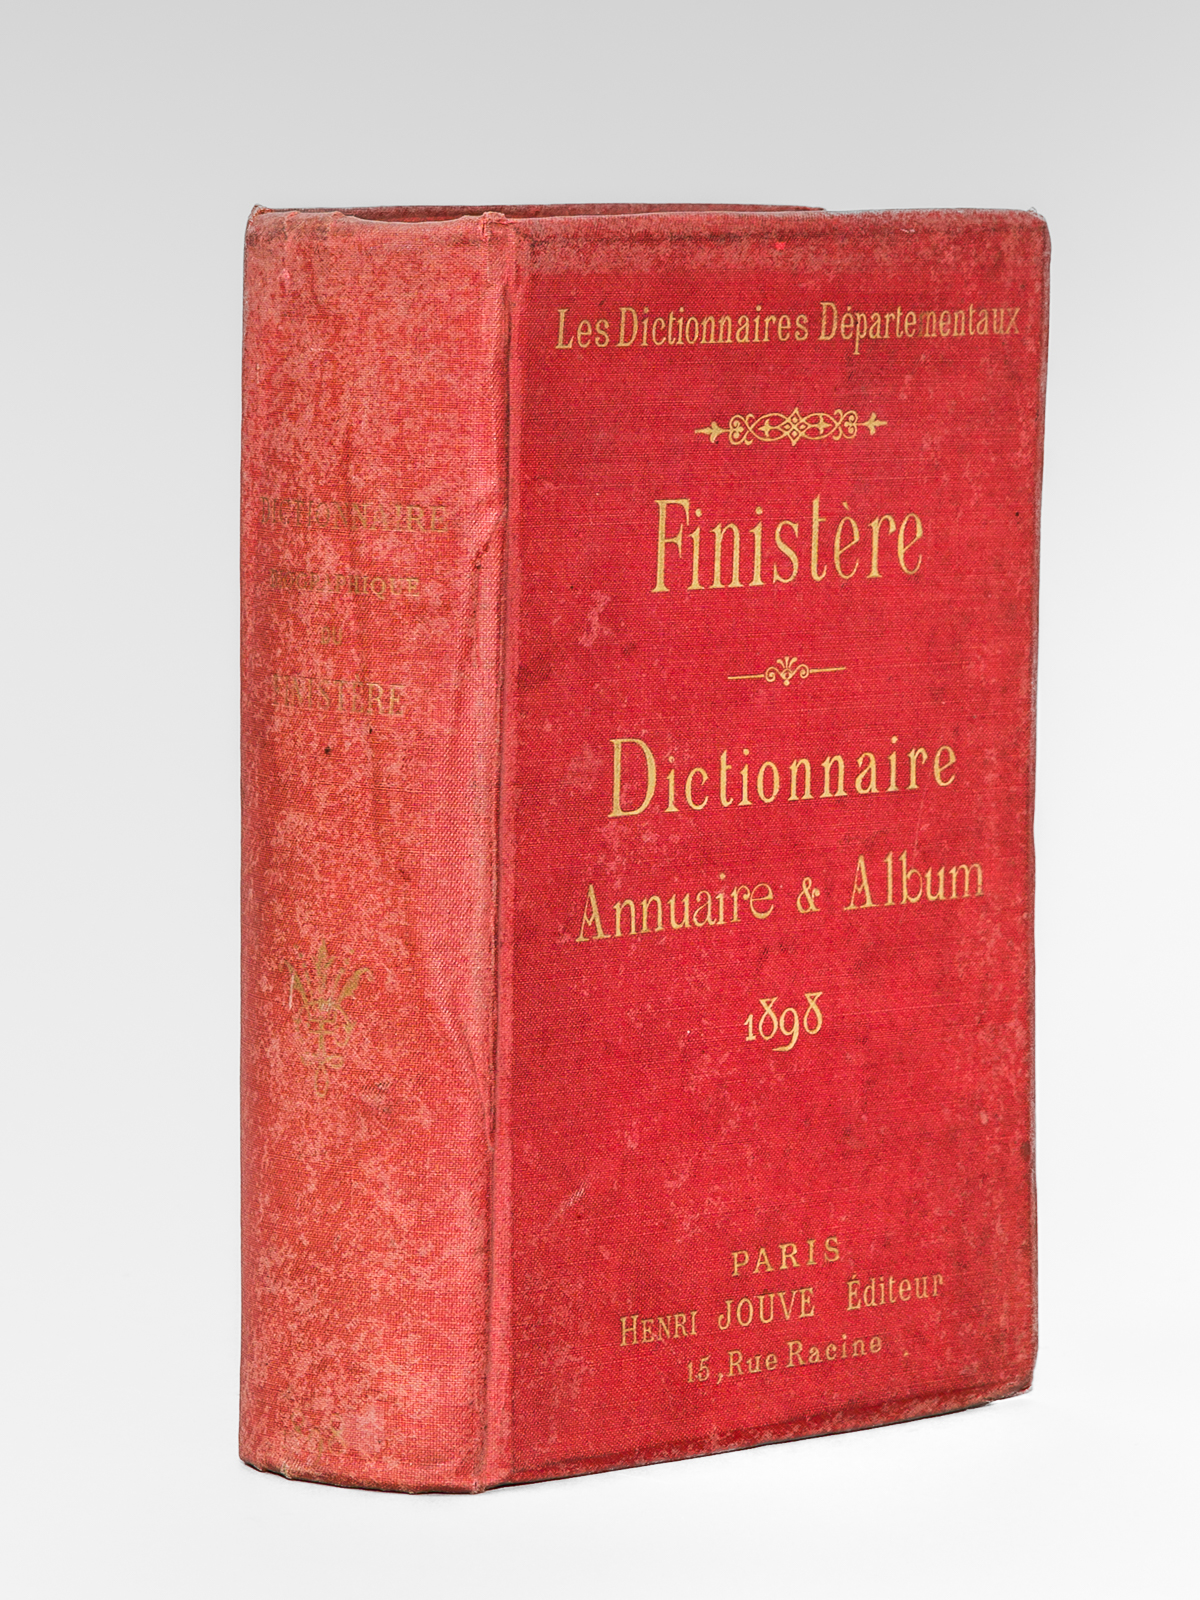 Les Dictionnaires Départementaux
Finistère
Dictionnaire
Annuaire & Album
1898
PARIS
HENRI JOUVE Éditeur
15, Rue Racine
DICTIONNAIRE
DU
FINISTÈRE